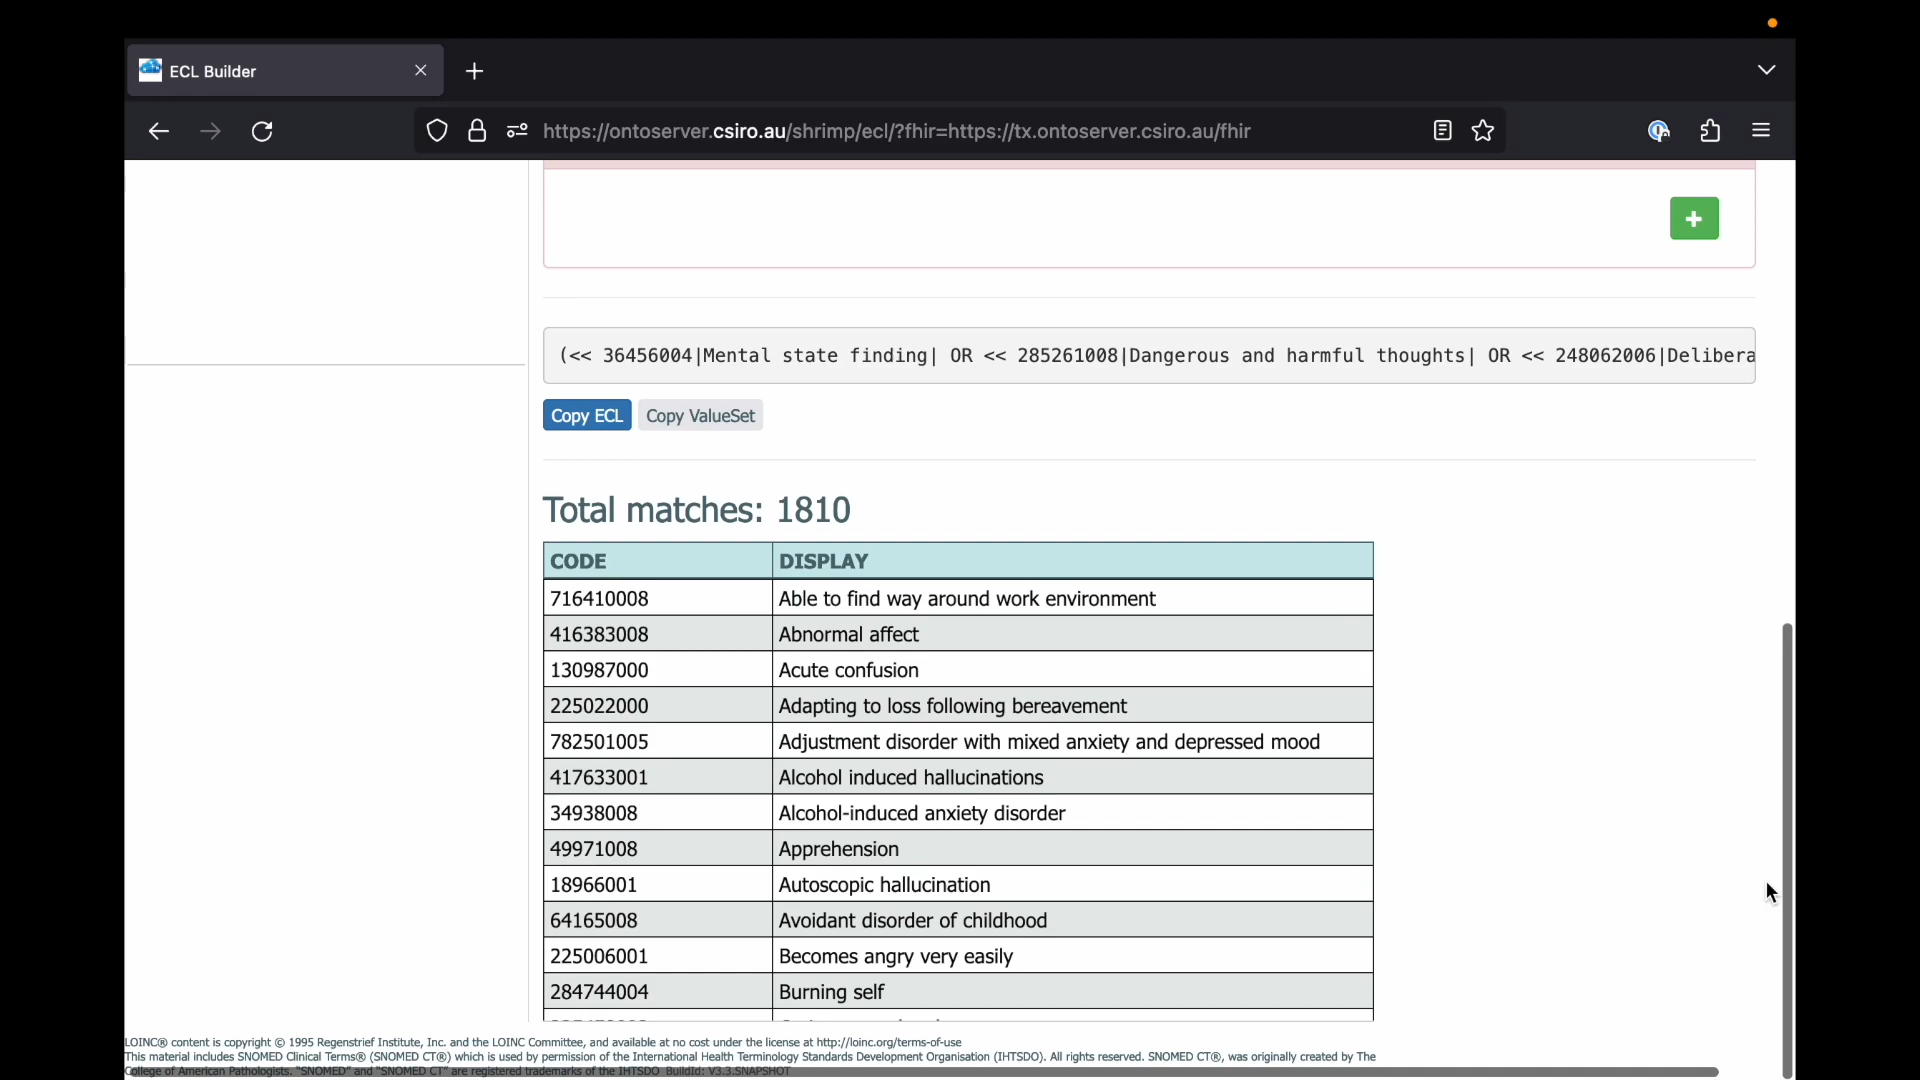 ECL Builder
https://ontoserver.csiro.au/shrimp/ecl/?fhir=https://tx.ontoserver.csiro.au/fhir
(<< 36456004|Mental state finding| OR << 285261008|Dangerous and harmful thoughts| OR << 248062006|Delibera
Copy ECL Copy ValueSet
Total matches: 1810
CODE DISPLAY
716410008 Able to find way around work environment
416383008 Abnormal affect
130987000 Acute confusion
225022000 Adapting to loss following bereavement
782501005 Adjustment disorder with mixed anxiety and depressed mood
417633001 Alcohol induced hallucinations
34938008 Alcohol-induced anxiety disorder
49971008 Apprehension
18966001 Autoscopic hallucination
64165008 Avoidant disorder of childhood
225006001 Becomes angry very easily
284744004 Burning self
LOINC® content is copyright © 1995 Regenstrief Institute, Inc. and the LOINC Committee, and available at no cost under the license at http://loinc.org/terms-of-use
This material includes SNOMED Clinical Terms® (SNOMED CT®) which is used by permission of the International Health Terminology Standards Development Organisation (IHTSDO). All rights reserved. SNOMED CT®, was originally created by The
College of American Pathologists. "SNOMED" and "SNOMED CT" are registered trademarks of the IHTSDO BuildId: V3.3.SNAPSHOT